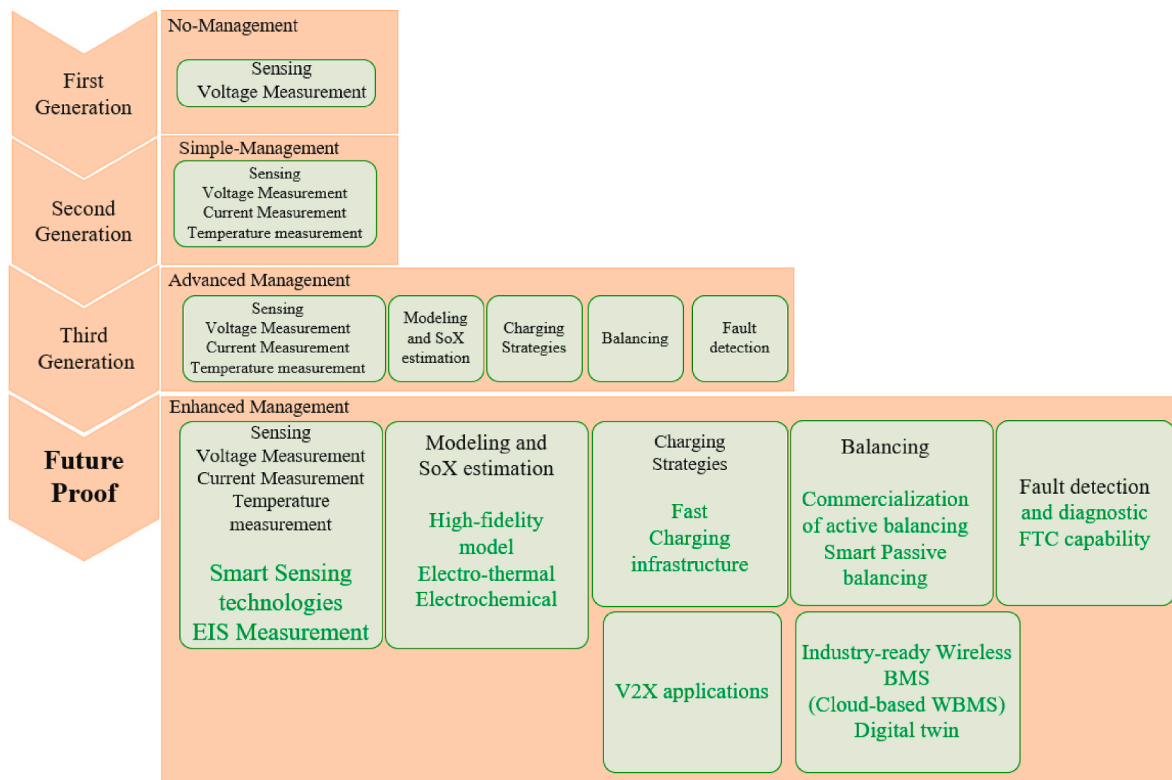 First
Generation
No-Management
Sensing
Voltage Measurement
Second
Generation
Simple-Management
Sensing
Voltage Measurement
Current Measurement
Temperature measurement
Third
Generation
Advanced Management
Sensing
Voltage Measurement
Current Measurement
Temperature measurement
Modeling
and SoX
estimation
Charging
Strategies
Balancing
Fault
detection
Future
Proof
Enhanced Management
Sensing
Voltage Measurement
Current Measurement
Temperature
measurement
Smart Sensing
technologies
EIS Measurement
Modeling and
SoX estimation
High-fidelity
model
Electro-thermal
Electrochemical
Charging
Strategies
Fast
Charging
infrastructure
Balancing
Commercialization
of active balancing
Smart Passive
balancing
Fault detection
and diagnostic
FTC capability
V2X applications
Industry-ready Wireless
BMS
(Cloud-based WBMS)
Digital twin